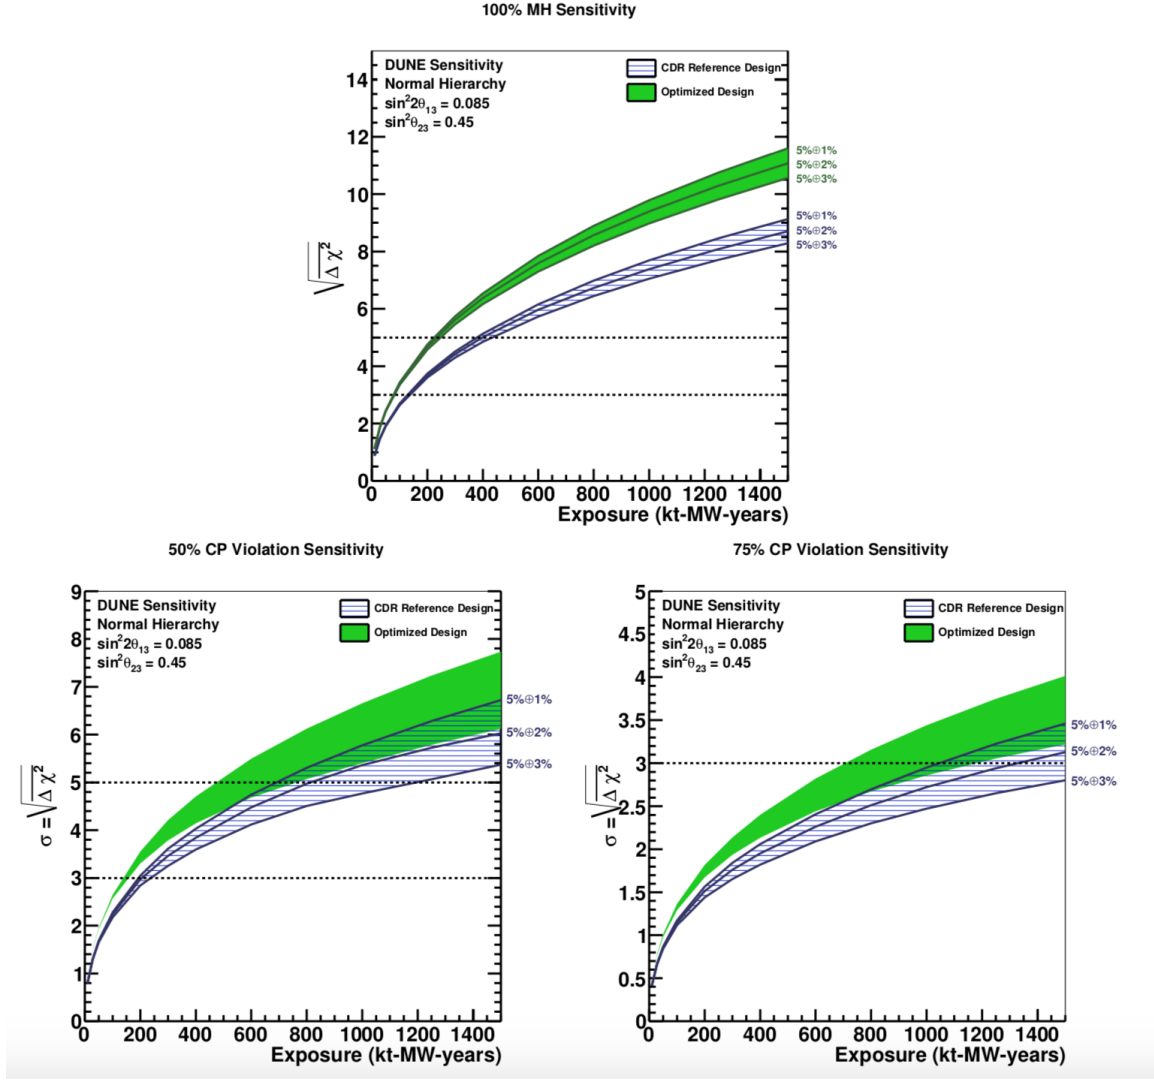 100% MH Sensitivity
DUNE Sensitivity
Normal Hierarchy
sin²2θ₁₃ = 0.085
sin²θ₂₃ = 0.45
CDR Reference Design
Optimized Design
14
12
10
8
6
4
2
0
√Δχ²
5%⊕1%
5%⊕2%
5%⊕3%
5%⊕1%
5%⊕2%
5%⊕3%
0 200 400 600 800 1000 1200 1400
Exposure (kt-MW-years)
50% CP Violation Sensitivity
DUNE Sensitivity
Normal Hierarchy
sin²2θ₁₃ = 0.085
sin²θ₂₃ = 0.45
CDR Reference Design
Optimized Design
9
8
7
6
5
4
3
2
1
0
σ = √Δχ²
5%⊕1%
5%⊕2%
5%⊕3%
0 200 400 600 800 1000 1200 1400
Exposure (kt-MW-years)
75% CP Violation Sensitivity
DUNE Sensitivity
Normal Hierarchy
sin²2θ₁₃ = 0.085
sin²θ₂₃ = 0.45
CDR Reference Design
Optimized Design
5
4.5
4
3.5
3
2.5
2
1.5
1
0.5
0
σ = √Δχ²
5%⊕1%
5%⊕2%
5%⊕3%
0 200 400 600 800 1000 1200 1400
Exposure (kt-MW-years)